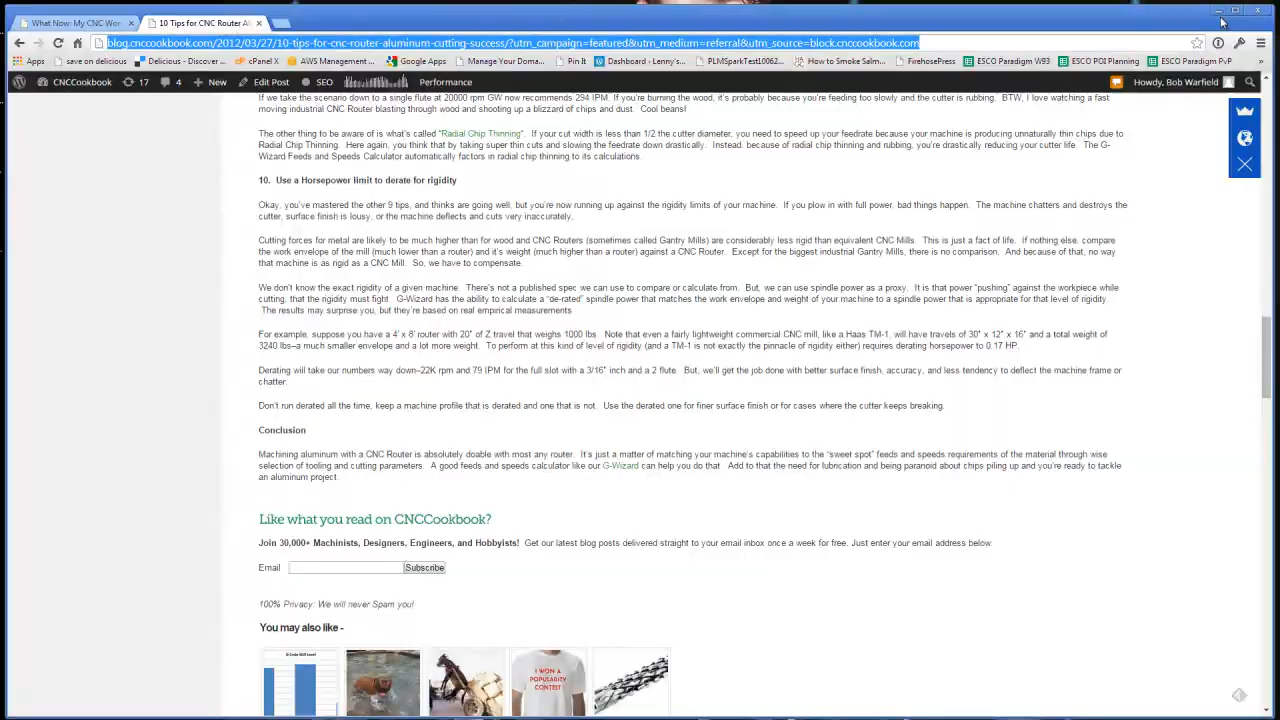 What Now: My CNC Wor
10 Tips for CNC Router Al
blog.cnccookbook.com/2012/03/27/10-tips-for-cnc-router-aluminum-cutting-success/?utm_campaign=featured&utm_medium=referral&utm_source=block.cnccookbook.com
Apps save on delicious Delicious - Discover ... cPanel X AWS Management ... Google Apps Manage Your Doma... Pin It Dashboard ‹ Lenny's... PLMSparkTest10062... How to Smoke Salm... FirehosePress ESCO Paradigm W93 ESCO POI Planning ESCO Paradigm PvP
CNCCookbook 17 4 New Edit Post SEO Performance Howdy, Bob Warfield
If we take the scenario down to a single flute at 20000 rpm GW now recommends 294 IPM. If you're burning the wood, it's probably because you're feeding too slowly and the cutter is rubbing. BTW, I love watching a fast
moving industrial CNC Router blasting through wood and shooting up a blizzard of chips and dust. Cool beans!
The other thing to be aware of is what's called "Radial Chip Thinning". If your cut width is less than 1/2 the cutter diameter, you need to speed up your feedrate because your machine is producing unnaturally thin chips due to
Radial Chip Thinning. Here again, you think that by taking super thin cuts and slowing the feedrate down drastically. Instead, because of radial chip thinning and rubbing, you're drastically reducing your cutter life. The G-
Wizard Feeds and Speeds Calculator automatically factors in radial chip thinning to its calculations.
10. Use a Horsepower limit to derate for rigidity
Okay, you've mastered the other 9 tips, and thinks are going well, but you're now running up against the rigidity limits of your machine. If you plow in with full power, bad things happen. The machine chatters and destroys the
cutter, surface finish is lousy, or the machine deflects and cuts very inaccurately.
Cutting forces for metal are likely to be much higher than for wood and CNC Routers (sometimes called Gantry Mills) are considerably less rigid than equivalent CNC Mills. This is just a fact of life. If nothing else, compare
the work envelope of the mill (much lower than a router) and it's weight (much higher than a router) against a CNC Router. Except for the biggest industrial Gantry Mills, there is no comparison. And because of that, no way
that machine is as rigid as a CNC Mill. So, we have to compensate.
We don't know the exact rigidity of a given machine. There's not a published spec we can use to compare or calculate from. But, we can use spindle power as a proxy. It is that power "pushing" against the workpiece while
cutting, that the rigidity must fight. G-Wizard has the ability to calculate a "de-rated" spindle power that matches the work envelope and weight of your machine to a spindle power that is appropriate for that level of rigidity.
The results may surprise you, but they're based on real empirical measurements
For example, suppose you have a 4' x 8' router with 20" of Z travel that weighs 1000 lbs. Note that even a fairly lightweight commercial CNC mill, like a Haas TM-1, will have travels of 30" x 12" x 16" and a total weight of
3240 lbs–a much smaller envelope and a lot more weight. To perform at this kind of level of rigidity (and a TM-1 is not exactly the pinnacle of rigidity either) requires derating horsepower to 0.17 HP.
Derating will take our numbers way down–22K rpm and 79 IPM for the full slot with a 3/16" inch and a 2 flute. But, we'll get the job done with better surface finish, accuracy, and less tendency to deflect the machine frame or
chatter.
Don't run derated all the time, keep a machine profile that is derated and one that is not. Use the derated one for finer surface finish or for cases where the cutter keeps breaking.
Conclusion
Machining aluminum with a CNC Router is absolutely doable with most any router. It's just a matter of matching your machine's capabilities to the "sweet spot" feeds and speeds requirements of the material through wise
selection of tooling and cutting parameters. A good feeds and speeds calculator like our G-Wizard can help you do that Add to that the need for lubrication and being paranoid about chips piling up and you're ready to tackle
an aluminum project.
Like what you read on CNCCookbook?
Join 30,000+ Machinists, Designers, Engineers, and Hobbyists! Get our latest blog posts delivered straight to your email inbox once a week for free. Just enter your email address below:
Email Subscribe
100% Privacy: We will never Spam you!
You may also like -
G-Code Skill Level
I WON A
POPULARITY
CONTEST